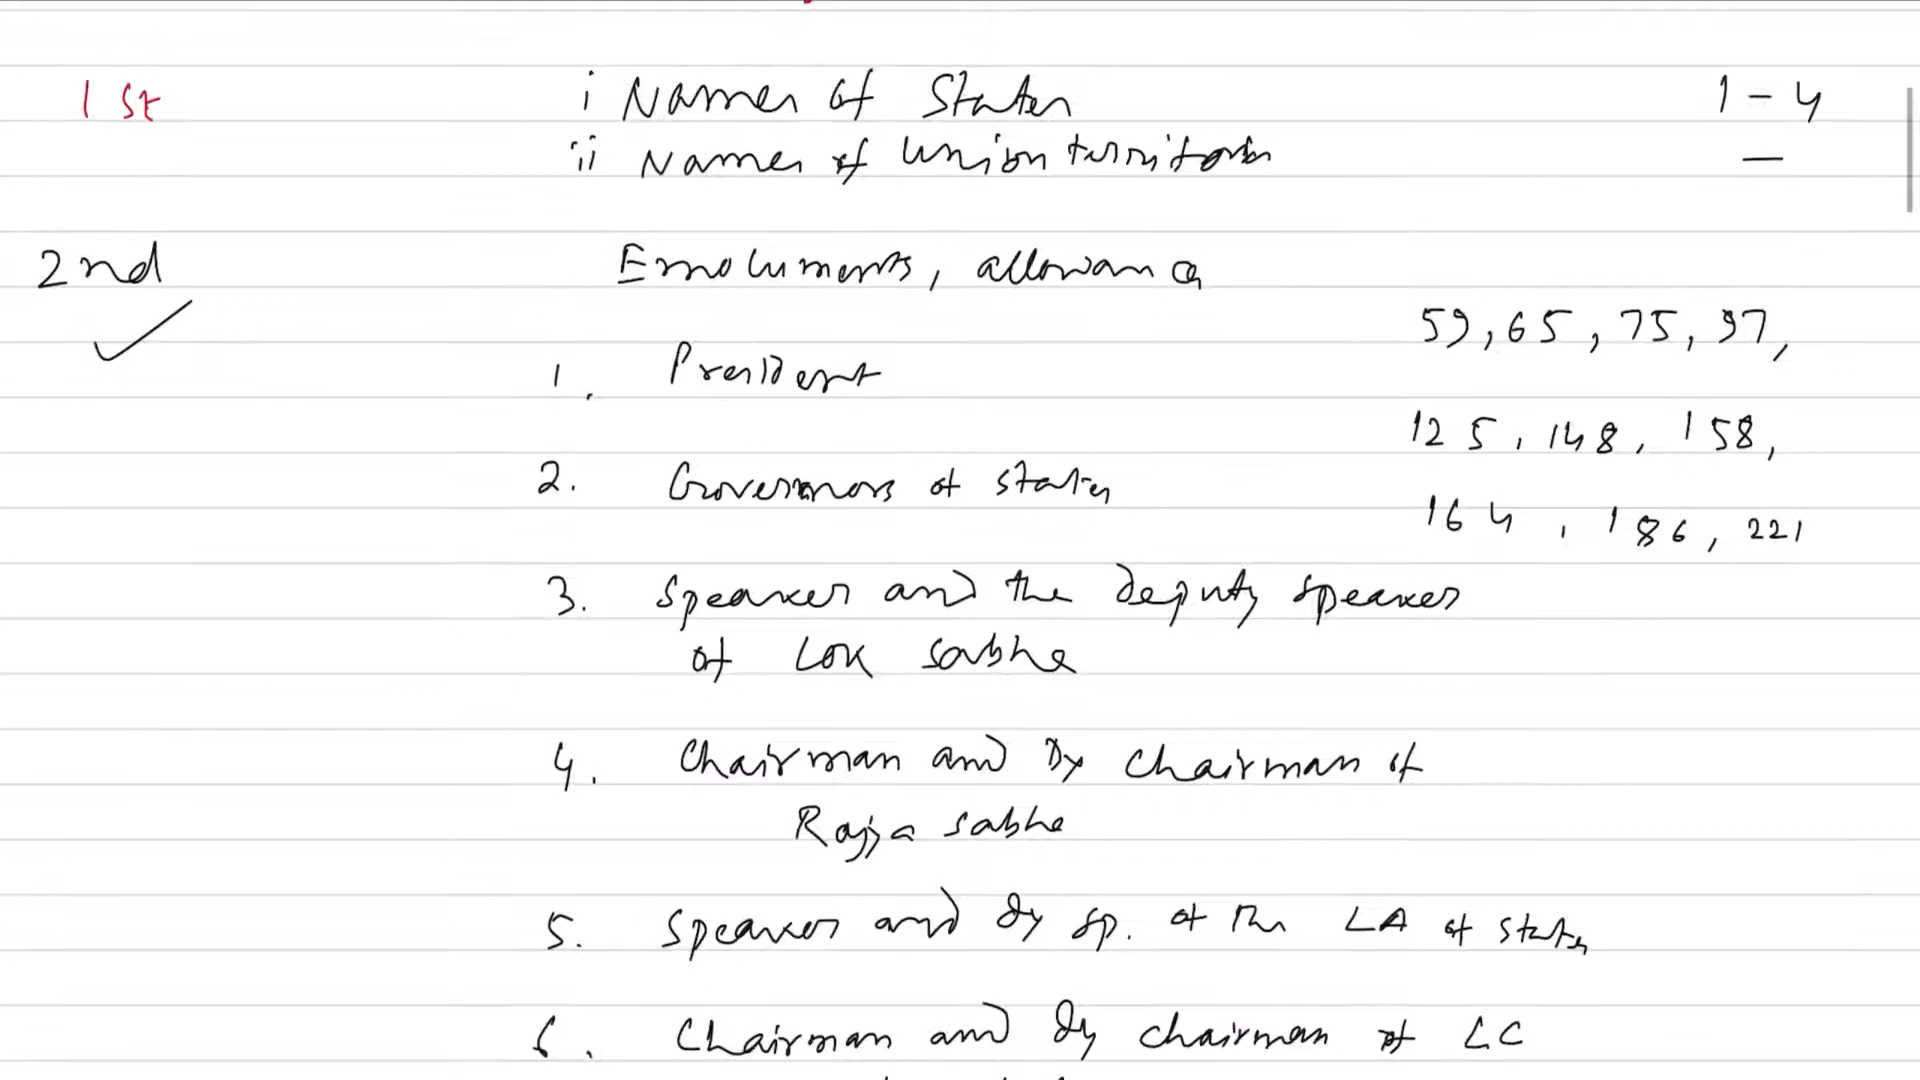 1st i Names of States 1-4
ii Names of Union territories —
2nd Emoluments, allowance
59, 65, 75, 97,
1. President
125, 148, 158,
2. Governors of states
164, 186, 221
3. Speaker and the deputy speaker
of Lok sabha
4. Chairman and Dy Chairman of
Rajya sabha
5. Speaker and dy sp. of the LA of states
6. Chairman and dy chairman of LC